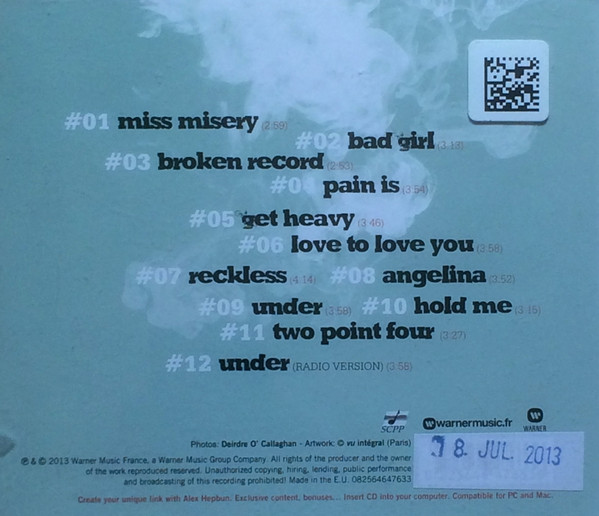 #01 miss misery (2:59)
#02 bad girl (3:13)
#03 broken record (2:53)
#04 pain is (3:54)
#05 get heavy (3:46)
#06 love to love you (3:58)
#07 reckless (4:14) #08 angelina (3:52)
#09 under (3:58) #10 hold me (3:15)
#11 two point four (3:27)
#12 under (RADIO VERSION) (3:58)
SCPP warnermusic.fr WARNER
Photos: Deirdre O' Callaghan - Artwork: © vu intégral (Paris)
℗ & © 2013 Warner Music France, a Warner Music Group Company. All rights of the producer and the owner
of the work reproduced reserved. Unauthorized copying, hiring, lending, public performance
and broadcasting of this recording prohibited! Made in the E.U. 082564647633
18. JUL. 2013
Create your unique link with Alex Hepburn. Exclusive content, bonuses... Insert CD into your computer. Compatible for PC and Mac.